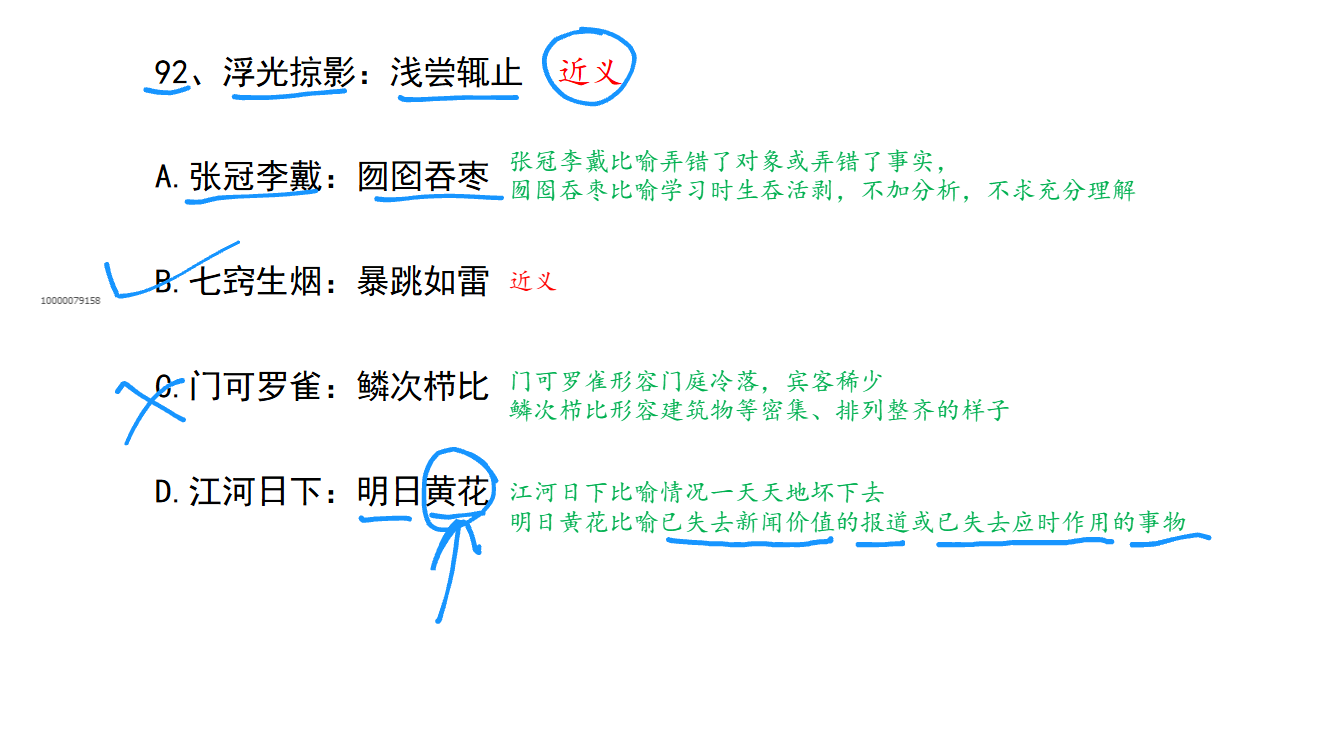 92、浮光掠影：浅尝辄止 近义
A.张冠李戴：囫囵吞枣 张冠李戴比喻弄错了对象或弄错了事实，
囫囵吞枣比喻学习时生吞活剥，不加分析，不求充分理解
B.七窍生烟：暴跳如雷 近义
10000079158
C.门可罗雀：鳞次栉比 门可罗雀形容门庭冷落，宾客稀少
鳞次栉比形容建筑物等密集、排列整齐的样子
D.江河日下：明日黄花 江河日下比喻情况一天天地坏下去
明日黄花比喻已失去新闻价值的报道或已失去应时作用的事物